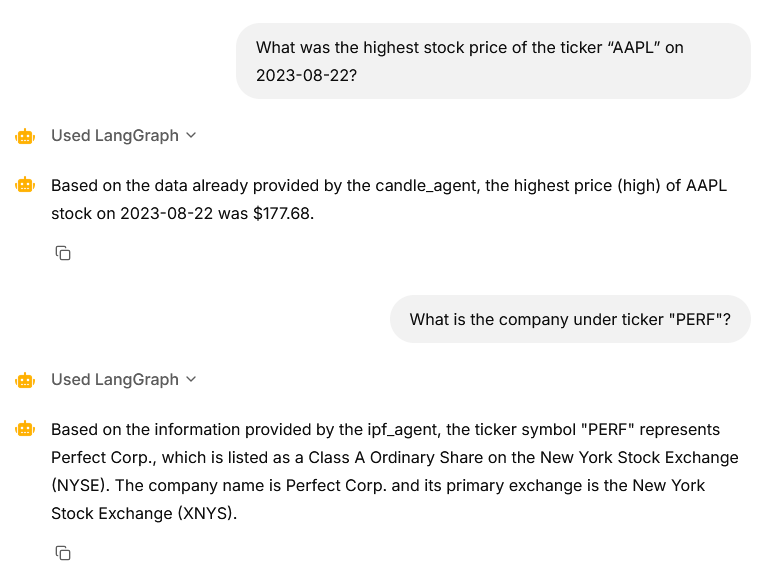 What was the highest stock price of the ticker “AAPL” on
2023-08-22?
Used LangGraph
Based on the data already provided by the candle_agent, the highest price (high) of AAPL
stock on 2023-08-22 was $177.68.
What is the company under ticker "PERF"?
Used LangGraph
Based on the information provided by the ipf_agent, the ticker symbol "PERF" represents
Perfect Corp., which is listed as a Class A Ordinary Share on the New York Stock Exchange
(NYSE). The company name is Perfect Corp. and its primary exchange is the New York
Stock Exchange (XNYS).